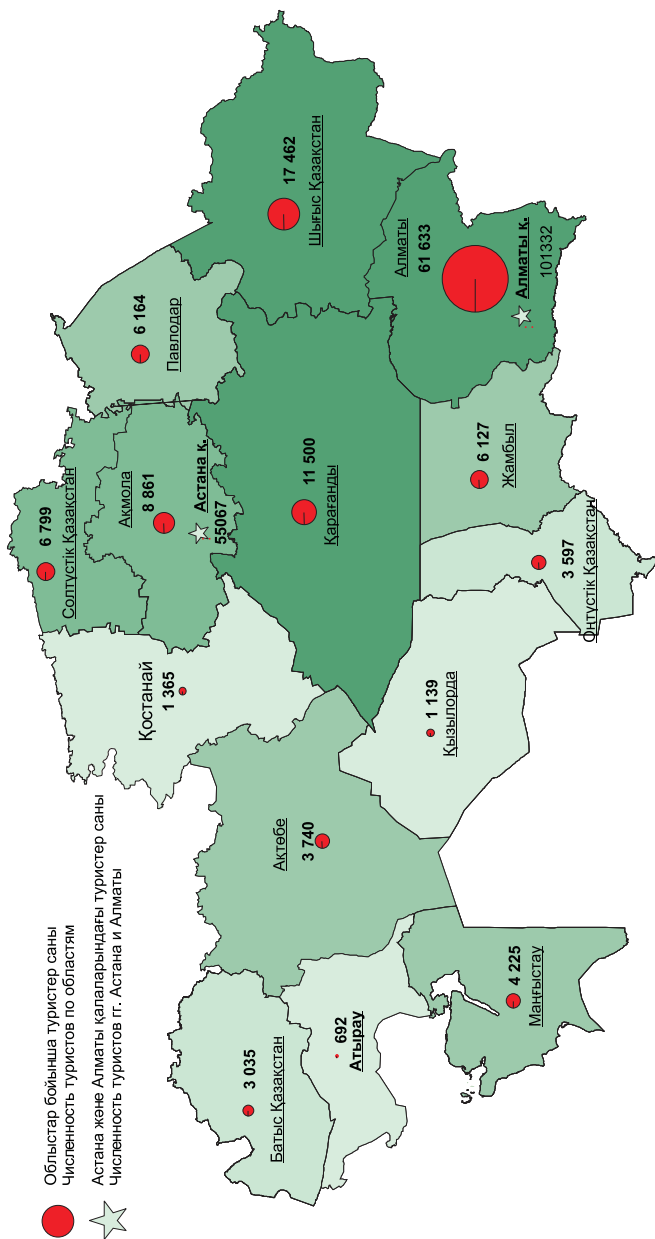 Облыстар бойынша туристер саны
Численность туристов по областям
Астана және Алматы қалаларындағы туристер саны
Численность туристов гг. Астана и Алматы
6 799
Солтүстік Қазақстан
6 164
Павлодар
Ақмола
8 861
Астана қ.
55067
Қостанай
1 365
17 462
Шығыс Қазақстан
3 035
Батыс Қазақстан
Ақтөбе
3 740
11 500
Қарағанды
692
Атырау
Алматы
61 633
Алматы қ.
101332
1 139
Қызылорда
6 127
Жамбыл
4 225
Маңғыстау
3 597
Оңтүстік Қазақстан